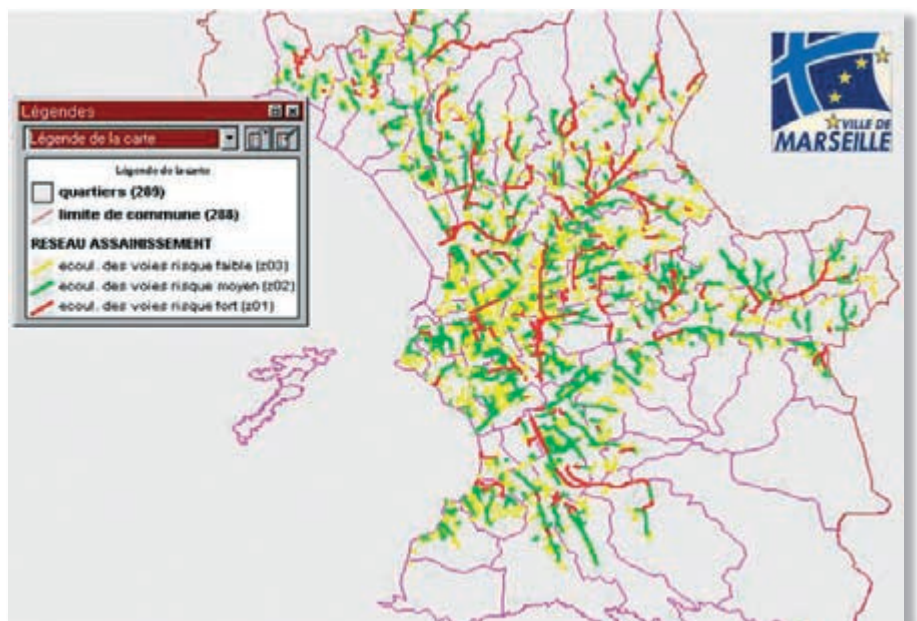 Légendes
Légende de la carte
Légende de la carte
quartiers (289)
limite de commune (288)
RESEAU ASSAINISSEMENT
ecoul. des voies risque faible (z03)
ecoul. des voies risque moyen (z02)
ecoul. des voies risque fort (z01)
VILLE DE
MARSEILLE